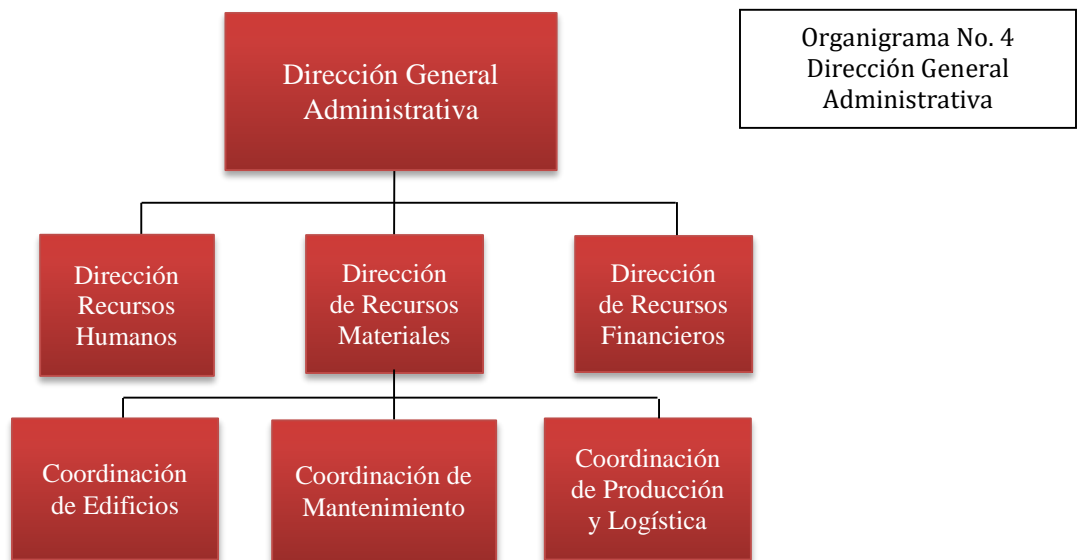 Dirección General
Administrativa
Organigrama No. 4
Dirección General
Administrativa
Dirección
Recursos
Humanos
Dirección
de Recursos
Materiales
Dirección
de Recursos
Financieros
Coordinación
de Edificios
Coordinación de
Mantenimiento
Coordinación
de Producción
y Logística